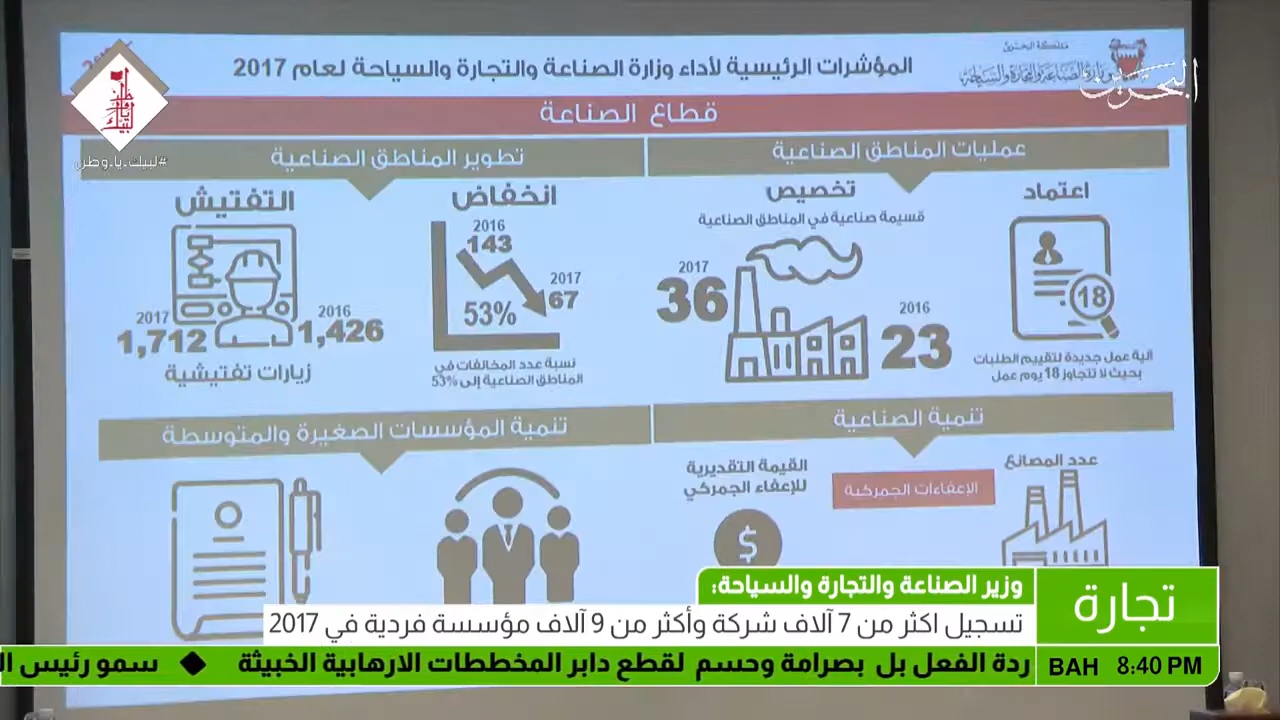 المؤشرات الرئيسية لأداء وزارة الصناعة والتجارة والسياحة لعام 2017
مملكة البحرين
وزارة الصناعة والتجارة والسياحة
البحرين
#لبيك_يا_وطن
قطاع الصناعة
عمليات المناطق الصناعية
تطوير المناطق الصناعية
اعتماد
18
آلية عمل جديدة لتقييم الطلبات
بحيث لا تتجاوز 18 يوم عمل
تخصيص
قسيمة صناعية في المناطق الصناعية
2017
36
2016
23
انخفاض
2016
143
2017
67
53%
نسبة عدد المخالفات في
المناطق الصناعية إلى 53%
التفتيش
2016
1,426
2017
1,712
زيارات تفتيشية
تنمية الصناعية
تنمية المؤسسات الصغيرة والمتوسطة
عدد المصانع
الإعفاءات الجمركية
القيمة التقديرية
للإعفاء الجمركي
$
تجارة
وزير الصناعة والتجارة والسياحة:
تسجيل اكثر من 7 آلاف شركة وأكثر من 9 آلاف مؤسسة فردية في 2017
BAH 8:40 PM
ردة الفعل بل بصرامة وحسم لقطع دابر المخططات الارهابية الخبيثة ◆ سمو رئيس ال